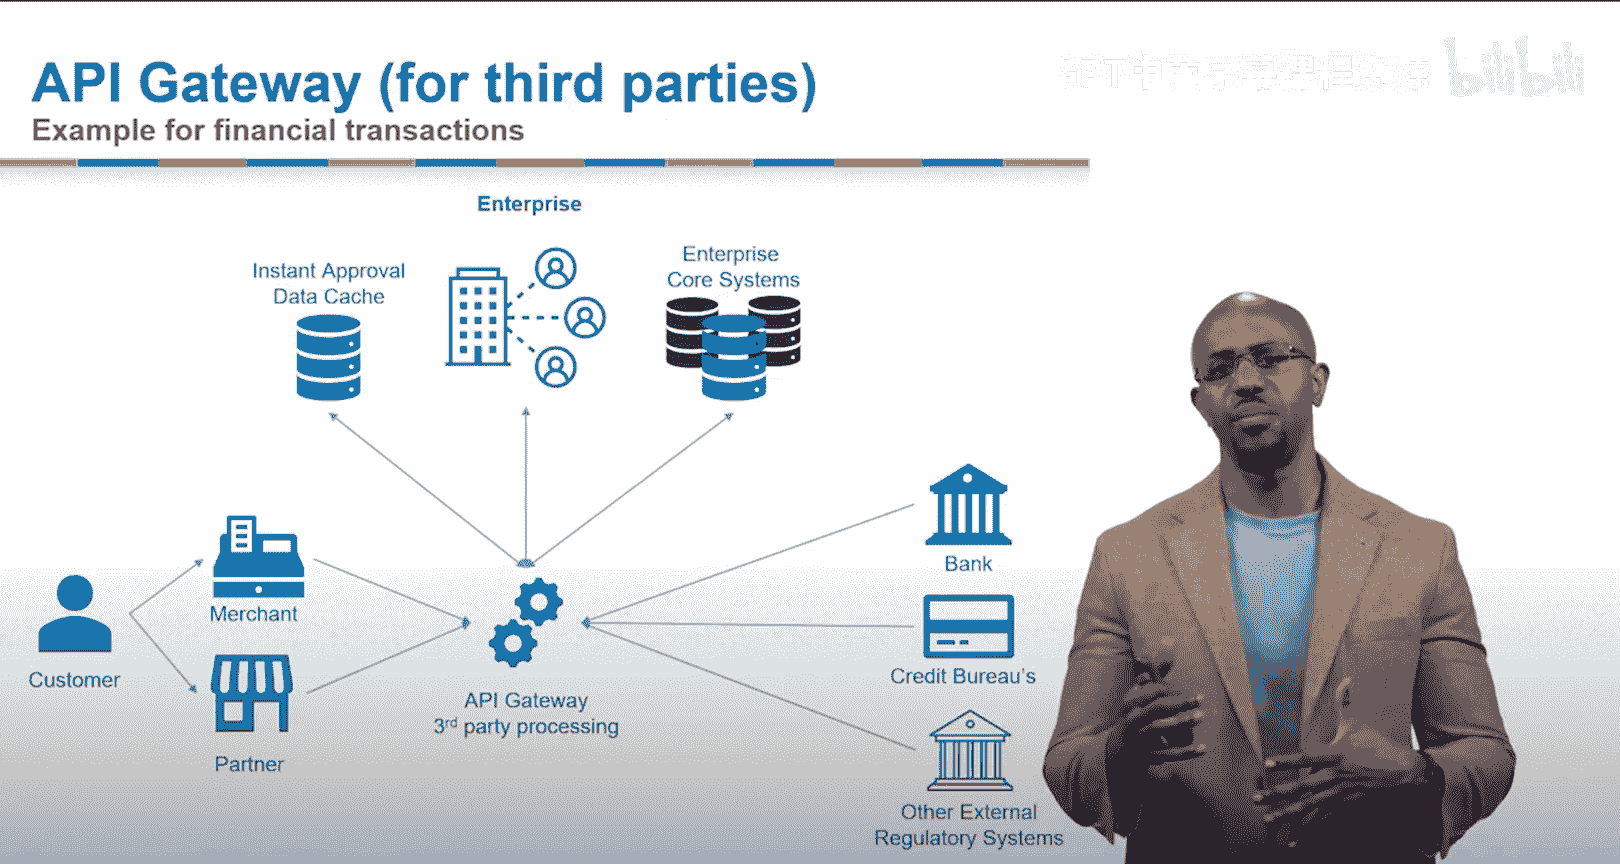 API Gateway (for third parties)
Example for financial transactions
bilibili
Enterprise
Instant Approval
Data Cache
Enterprise
Core Systems
Customer
Merchant
Partner
API Gateway
3rd party processing
Bank
Credit Bureau's
Other External
Regulatory Systems